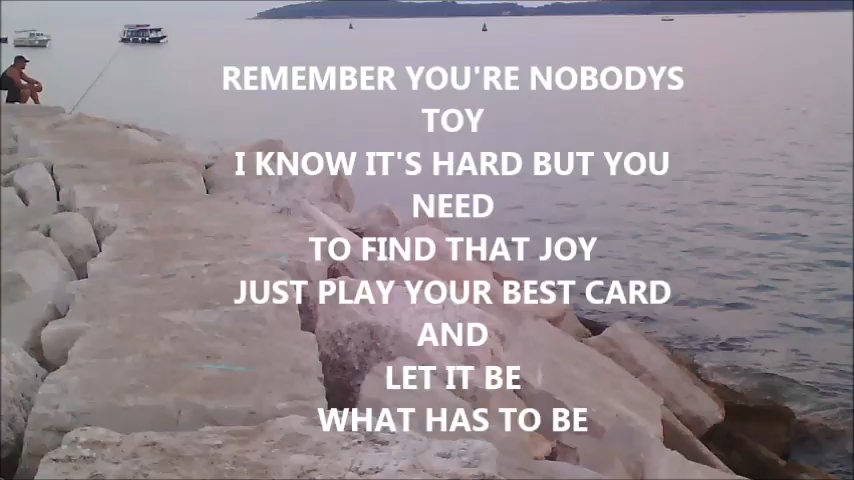 REMEMBER YOU'RE NOBODYS
TOY
I KNOW IT'S HARD BUT YOU
NEED
TO FIND THAT JOY
JUST PLAY YOUR BEST CARD
AND
LET IT BE
WHAT HAS TO BE